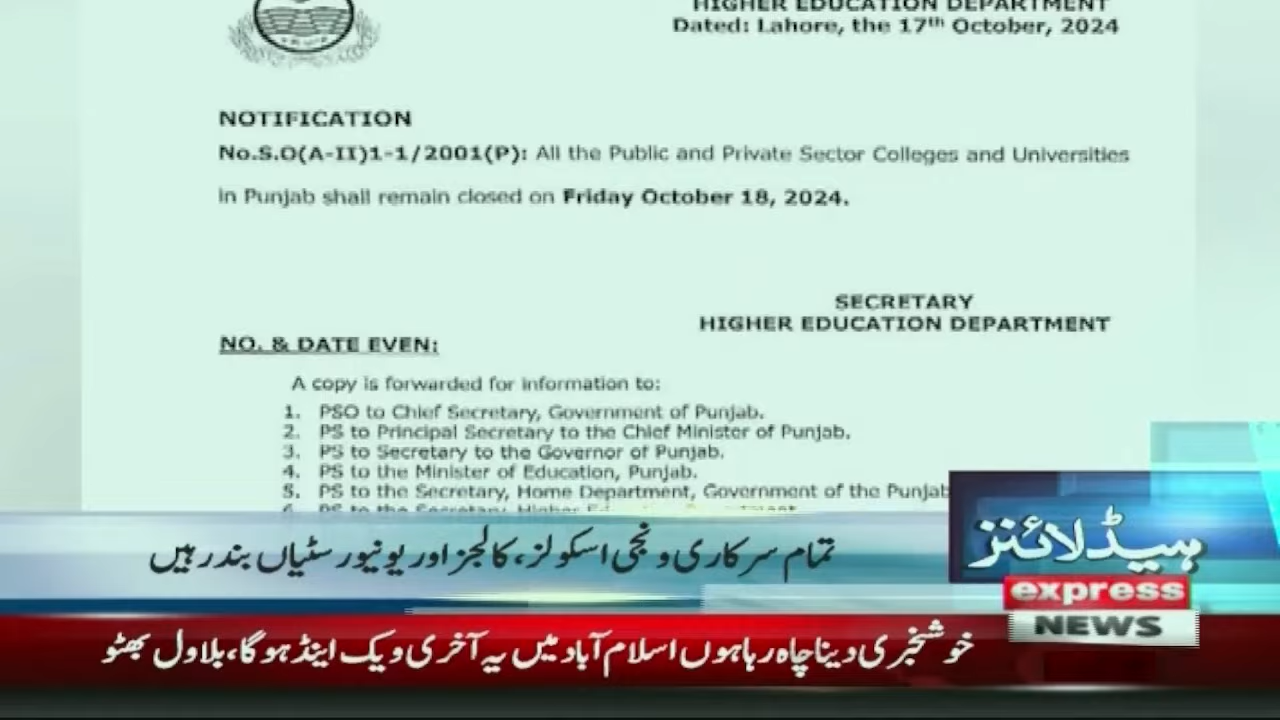 HIGHER EDUCATION DEPARTMENT
Dated: Lahore, the 17th October, 2024
NOTIFICATION
No.S.O(A-II)1-1/2001(P): All the Public and Private Sector Colleges and Universities
in Punjab shall remain closed on Friday October 18, 2024.
SECRETARY
HIGHER EDUCATION DEPARTMENT
NO. & DATE EVEN:
A copy is forwarded for information to:
1. PSO to Chief Secretary, Government of Punjab.
2. PS to Principal Secretary to the Chief Minister of Punjab.
3. PS to Secretary to the Governor of Punjab.
4. PS to the Minister of Education, Punjab.
5. PS to the Secretary, Home Department, Government of the Punjab
6. PS to the Secretary, Higher
تمام سرکاری و نجی اسکولز، کالجز اور یونیورسٹیاں بند رہیں
ہیڈلائنز
express
NEWS
خوشخبری دینا چاہ رہا ہوں اسلام آباد میں یہ آخری ویک اینڈ ہوگا، بلاول بھٹو